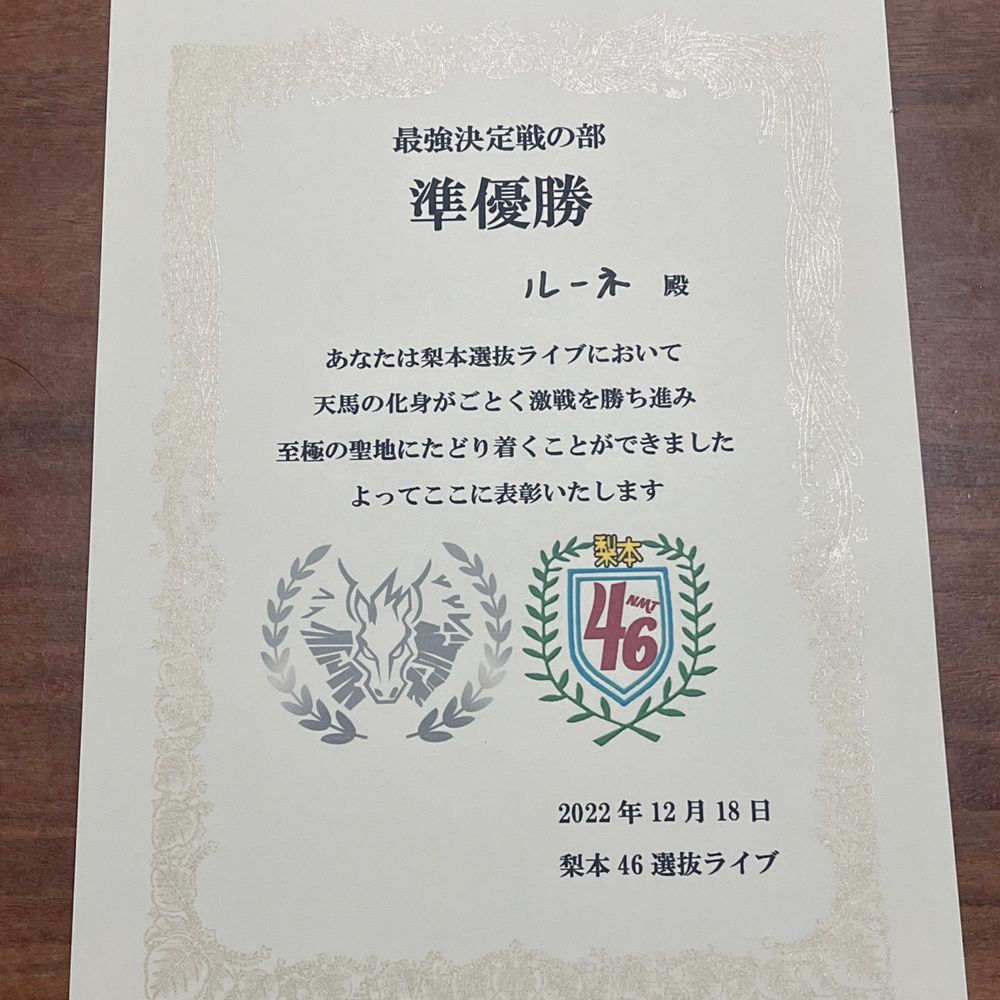 最強決定戦の部
準優勝
ルーネ 殿
あなたは梨本選抜ライブにおいて
天馬の化身がごとく激戦を勝ち進み
至極の聖地にたどり着くことができました
よってここに表彰いたします
梨本
NMT
46
2022年12月18日
梨本46選抜ライブ